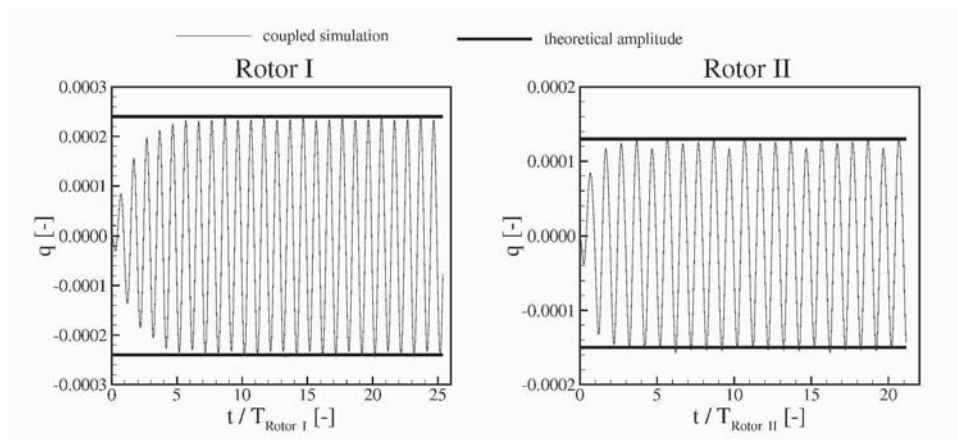 coupled simulation
theoretical amplitude
Rotor I
0.0003
0.0002
0.0001
0.0000
-0.0001
-0.0002
-0.0003
q [-]
0
5
10
15
20
25
t / T Rotor I [-]
Rotor II
0.0002
0.0001
0.0000
-0.0001
-0.0002
q [-]
0
5
10
15
20
t / T Rotor II [-]